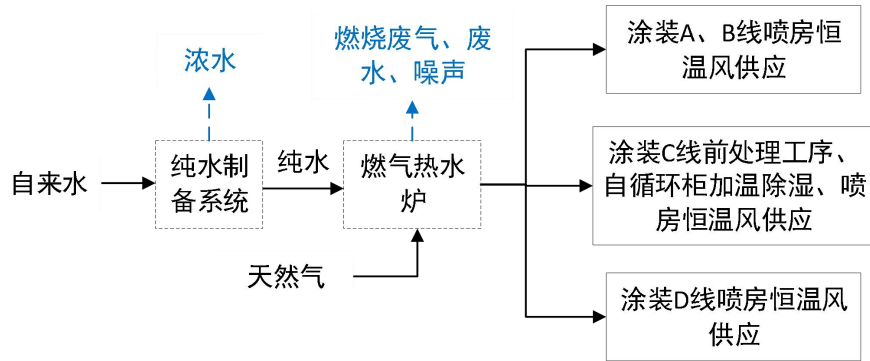 浓水
燃烧废气、废
水、噪声
自来水
纯水制
备系统
纯水
燃气热水
炉
天然气
涂装A、B线喷房恒
温风供应
涂装C线前处理工序、
自循环柜加温除湿、喷
房恒温风供应
涂装D线喷房恒温风
供应